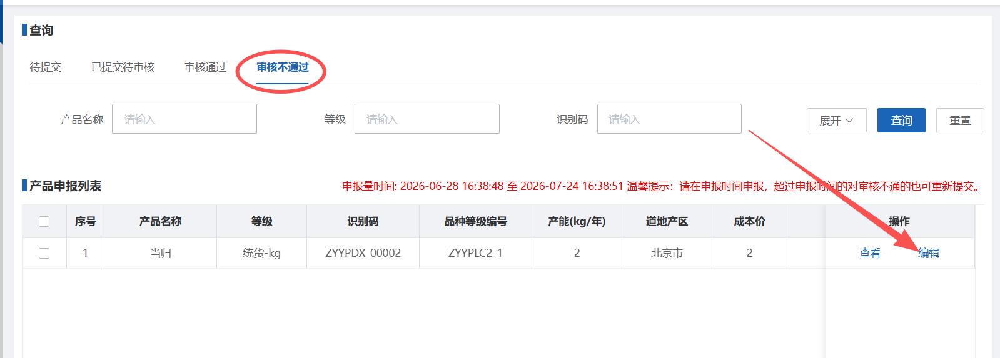 查询
待提交 已提交待审核 审核通过 审核不通过
产品名称 请输入 等级 请输入 识别码 请输入 展开 查询 重置
产品申报列表 申报量时间: 2026-06-28 16:38:48 至 2026-07-24 16:38:51 温馨提示：请在申报时间申报，超过申报时间的对审核不通的也可重新提交。
序号 产品名称 等级 识别码 品种等级编号 产能(kg/年) 道地产区 成本价 操作
1 当归 统货-kg ZYYPDX_00002 ZYYPLC2_1 2 北京市 2 查看 编辑